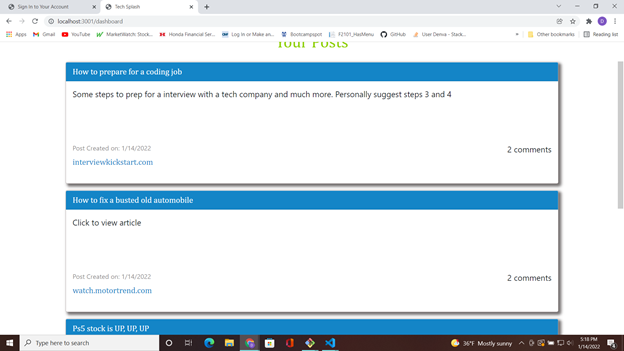 Sign in to Your Account
Tech Splash
localhost:3001/dashboard
Apps
Gmail
YouTube
MarketWatch: Stock...
Honda Financial Ser...
Log In or Make an...
Bootcampspot
F2101_HasMenu
GitHub
User Denva - Stack...
»
Other bookmarks
Reading list
Your Posts
How to prepare for a coding job
Some steps to prep for a interview with a tech company and much more. Personally suggest steps 3 and 4
Post Created on: 1/14/2022
2 comments
interviewkickstart.com
How to fix a busted old automobile
Click to view article
Post Created on: 1/14/2022
2 comments
watch.motortrend.com
Ps5 stock is UP, UP, UP
Type here to search
36°F Mostly sunny
5:18 PM
1/14/2022